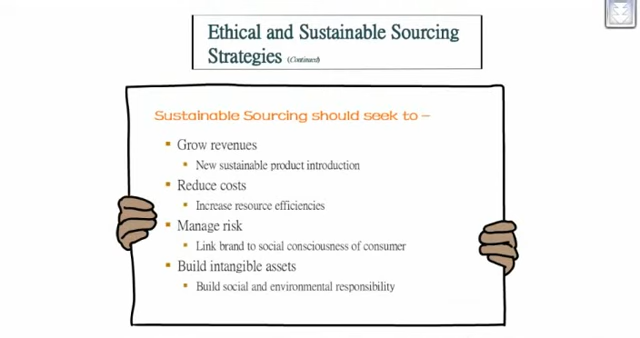 Ethical and Sustainable Sourcing
Strategies (Continued)
Sustainable Sourcing should seek to –
▪ Grow revenues
▪ New sustainable product introduction
▪ Reduce costs
▪ Increase resource efficiencies
▪ Manage risk
▪ Link brand to social consciousness of consumer
▪ Build intangible assets
▪ Build social and environmental responsibility